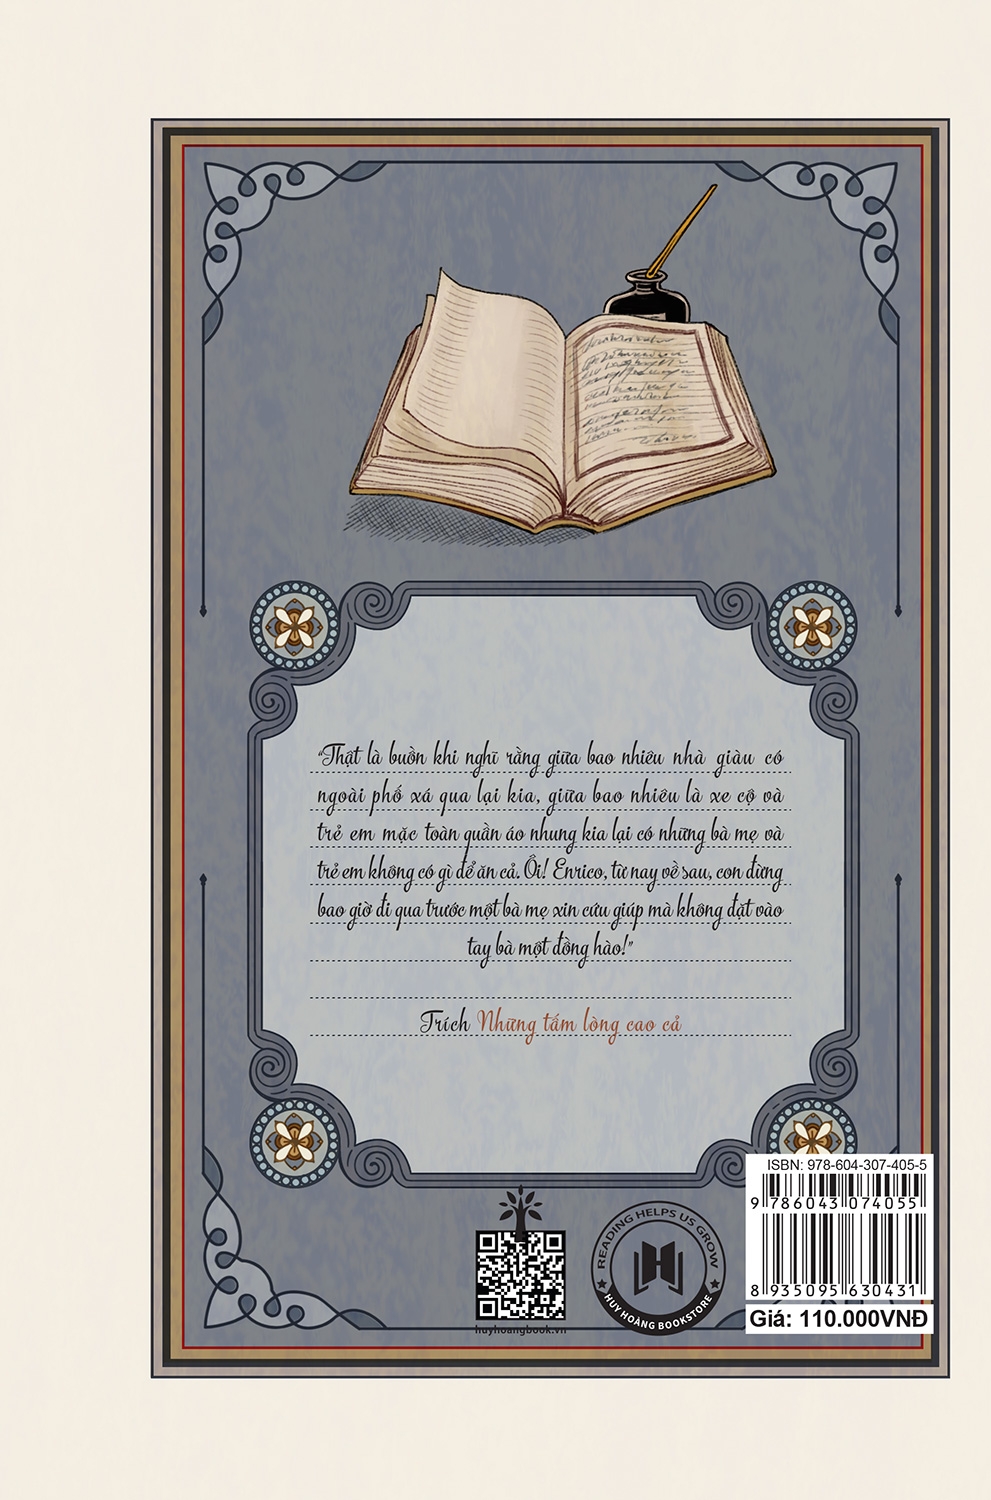 “Thật là buồn khi nghĩ rằng giữa bao nhiêu nhà giàu có
ngoài phố xá qua lại kia, giữa bao nhiêu là xe cộ và
trẻ em mặc toàn quần áo nhung kia lại có những bà mẹ và
trẻ em không có gì để ăn cả. Ôi! Enrico, từ nay về sau, con đừng
bao giờ đi qua trước một bà mẹ xin cứu giúp mà không đặt vào
tay bà một đồng hào!”
Trích Những tấm lòng cao cả
huyhoangbook.vn
READING HELPS US GROW
HUY HOÀNG BOOKSTORE
ISBN: 978-604-307-405-5
9 786043 074055
8 935095 630431
Giá: 110.000VNĐ